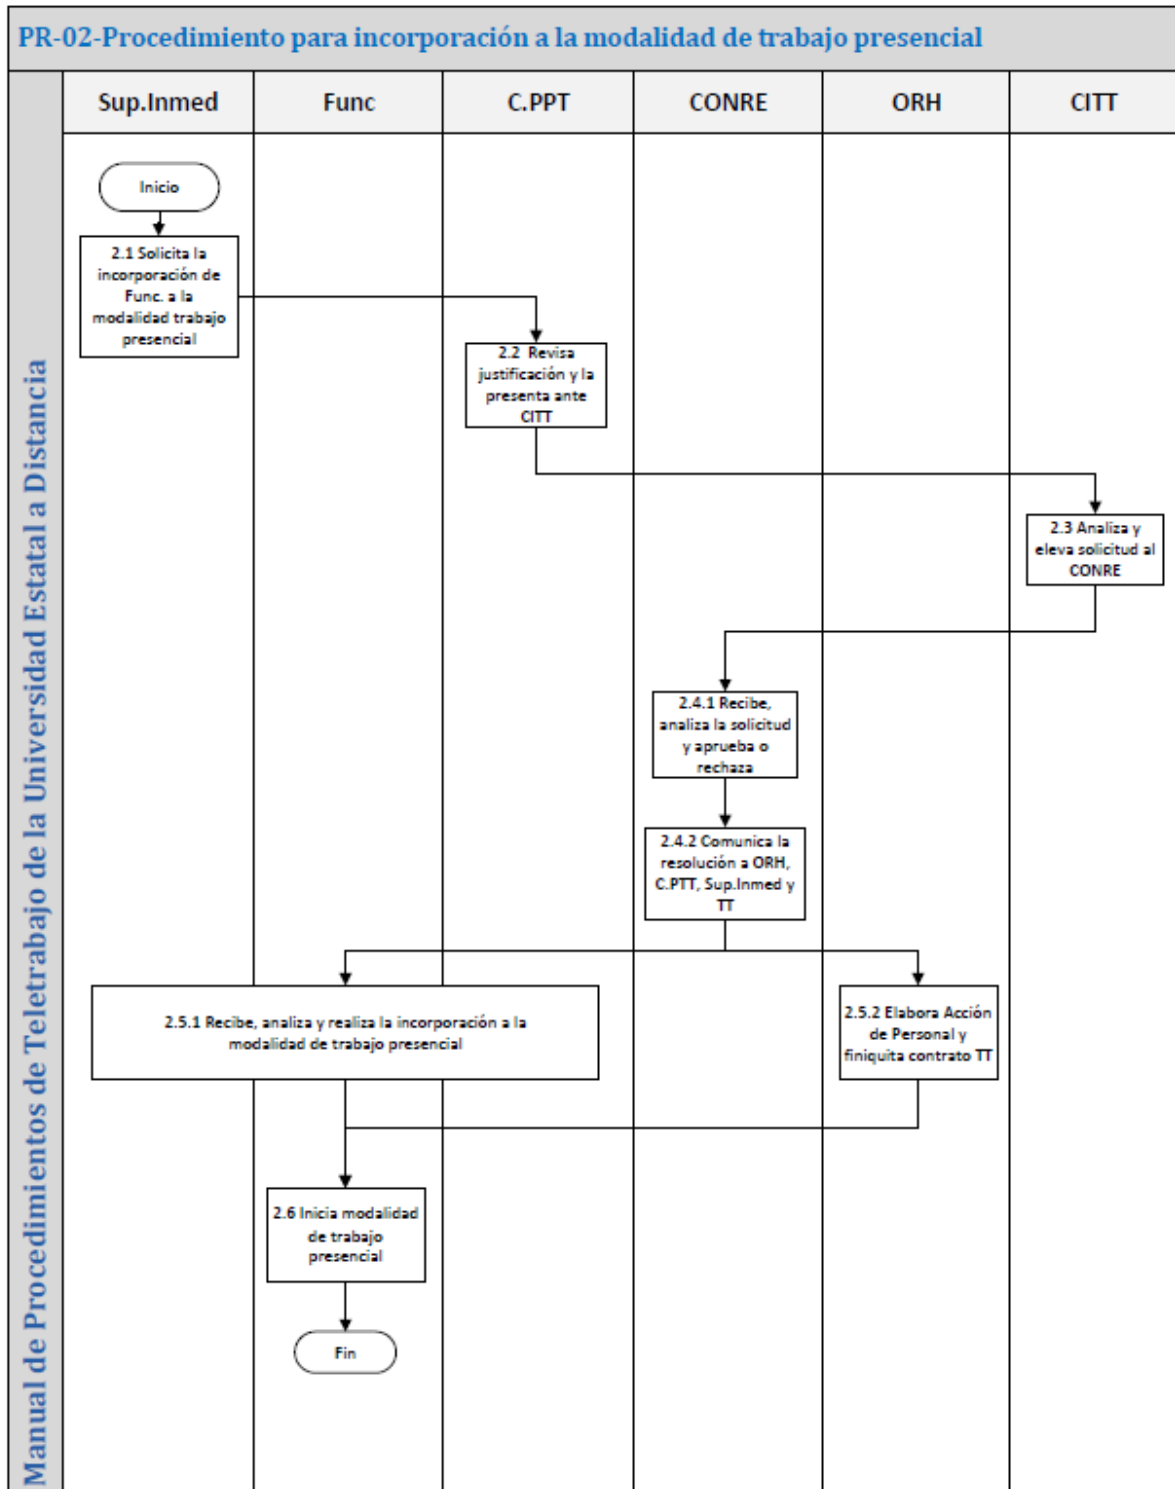 PR-02-Procedimiento para incorporación a la modalidad de trabajo presencial
Manual de Procedimientos de Teletrabajo de la Universidad Estatal a Distancia
Sup.Inmed
Func
C.PPT
CONRE
ORH
CITT
Inicio
2.1 Solicita la
incorporación de
Func. a la
modalidad trabajo
presencial
2.2 Revisa
justificación y la
presenta ante
CITT
2.3 Analiza y
eleva solicitud al
CONRE
2.4.1 Recibe,
analiza la solicitud
y aprueba o
rechaza
2.4.2 Comunica la
resolución a ORH,
C.PTT, Sup.Inmed y
TT
2.5.1 Recibe, analiza y realiza la incorporación a la
modalidad de trabajo presencial
2.5.2 Elabora Acción
de Personal y
finiquita contrato TT
2.6 Inicia modalidad
de trabajo
presencial
Fin